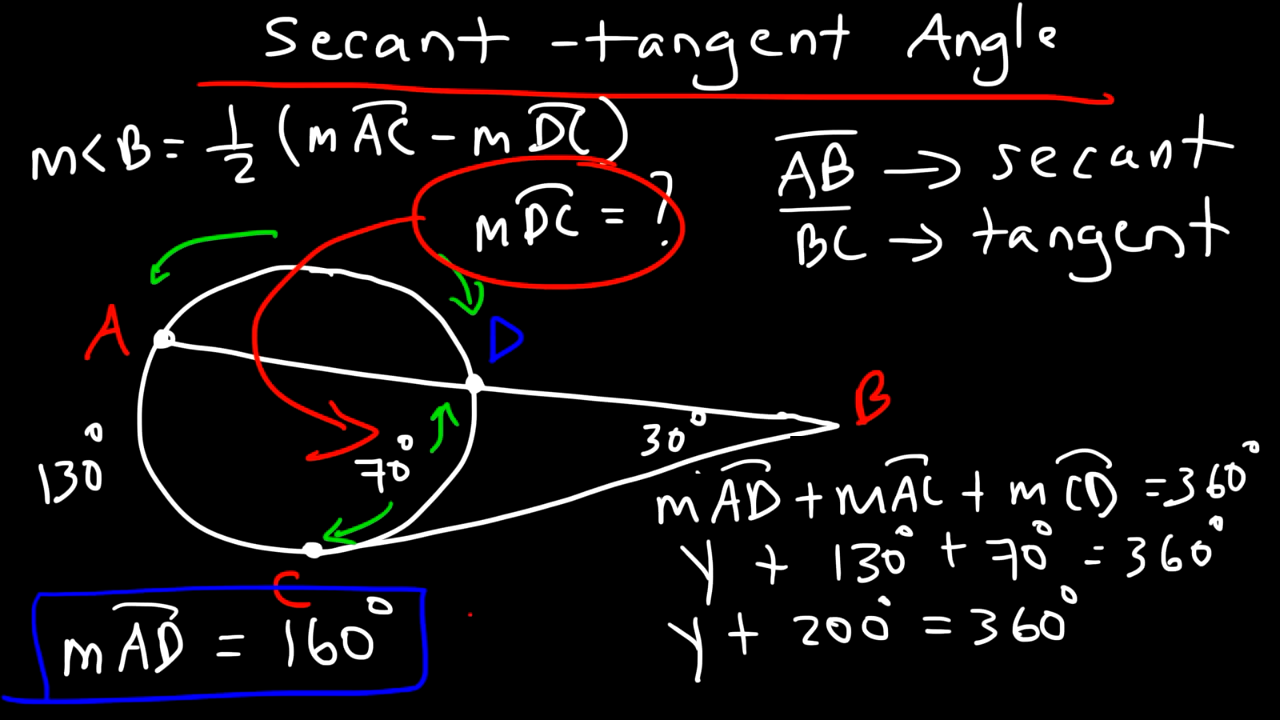 Secant -tangent Angle
m<B = 1/2 (mAC - mDC)
mDC = ?
AB → secant
BC → tangent
A
D
B
130°
70°
30°
C
mAD + mAC + mCD = 360°
y + 130° + 70° = 360°
y + 200° = 360°
mAD = 160°